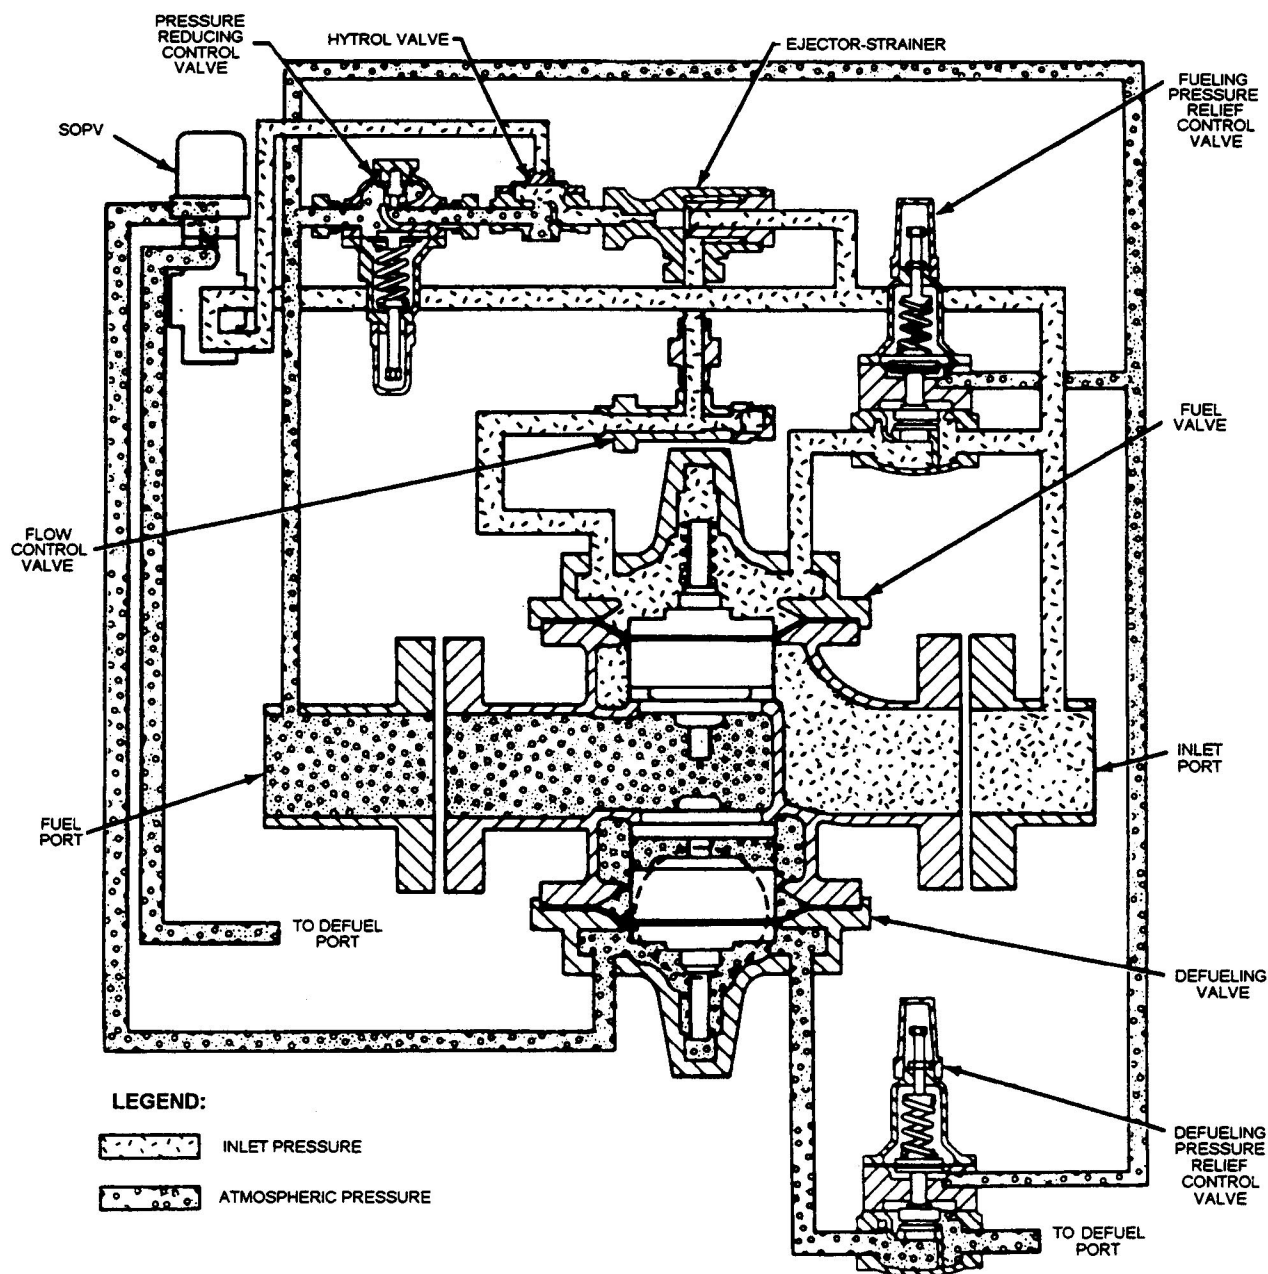 PRESSURE
REDUCING
CONTROL
VALVE
HYTROL VALVE
EJECTOR-STRAINER
FUELING
PRESSURE
RELIEF
CONTROL
VALVE
SOPV
FUEL
VALVE
FLOW
CONTROL
VALVE
INLET
PORT
FUEL
PORT
TO DEFUEL
PORT
DEFUELING
VALVE
LEGEND:
INLET PRESSURE
ATMOSPHERIC PRESSURE
DEFUELING
PRESSURE
RELIEF
CONTROL
VALVE
TO DEFUEL
PORT